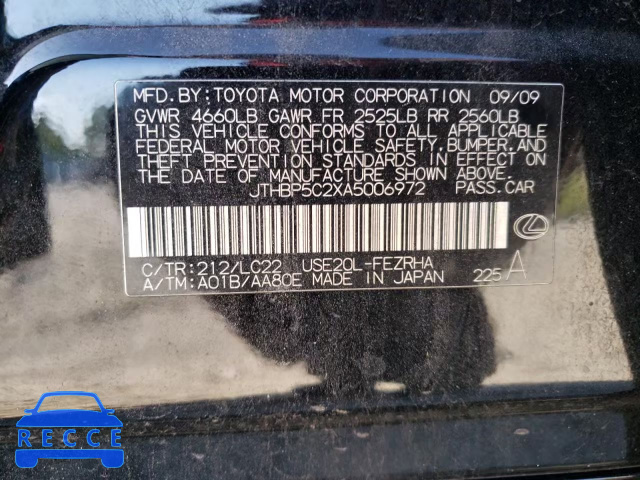 MFD. BY: TOYOTA MOTOR CORPORATION 09/09
GVWR 4660LB GAWR FR 2525LB RR 2560LB
THIS VEHICLE CONFORMS TO ALL APPLICABLE
FEDERAL MOTOR VEHICLE SAFETY, BUMPER, AND
THEFT PREVENTION STANDARDS IN EFFECT ON
THE DATE OF MANUFACTURE SHOWN ABOVE.
JTHBP5C2XA5006972 PASS. CAR
C/TR: 212/LC22 USE20L-FEZRHA
A/TM: A01B/AA80E MADE IN JAPAN 225 A
RECCE